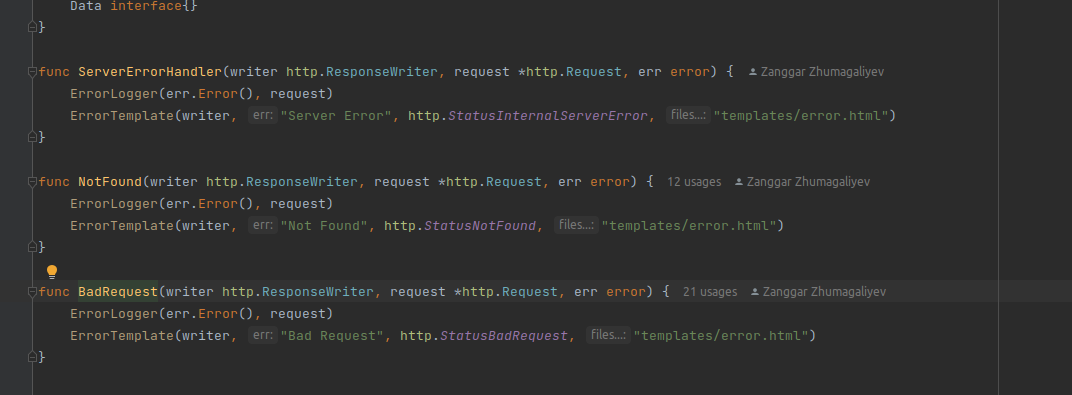 Data interface{}
}
func ServerErrorHandler(writer http.ResponseWriter, request *http.Request, err error) { Zanggar Zhumagaliyev
ErrorLogger(err.Error(), request)
ErrorTemplate(writer, err: "Server Error", http.StatusInternalServerError, files...: "templates/error.html")
}
func NotFound(writer http.ResponseWriter, request *http.Request, err error) { 12 usages Zanggar Zhumagaliyev
ErrorLogger(err.Error(), request)
ErrorTemplate(writer, err: "Not Found", http.StatusNotFound, files...: "templates/error.html")
}
func BadRequest(writer http.ResponseWriter, request *http.Request, err error) { 21 usages Zanggar Zhumagaliyev
ErrorLogger(err.Error(), request)
ErrorTemplate(writer, err: "Bad Request", http.StatusBadRequest, files...: "templates/error.html")
}